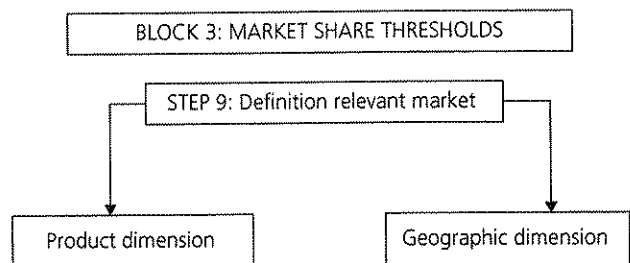 BLOCK 3: MARKET SHARE THRESHOLDS
STEP 9: Definition relevant market
Product dimension
Geographic dimension